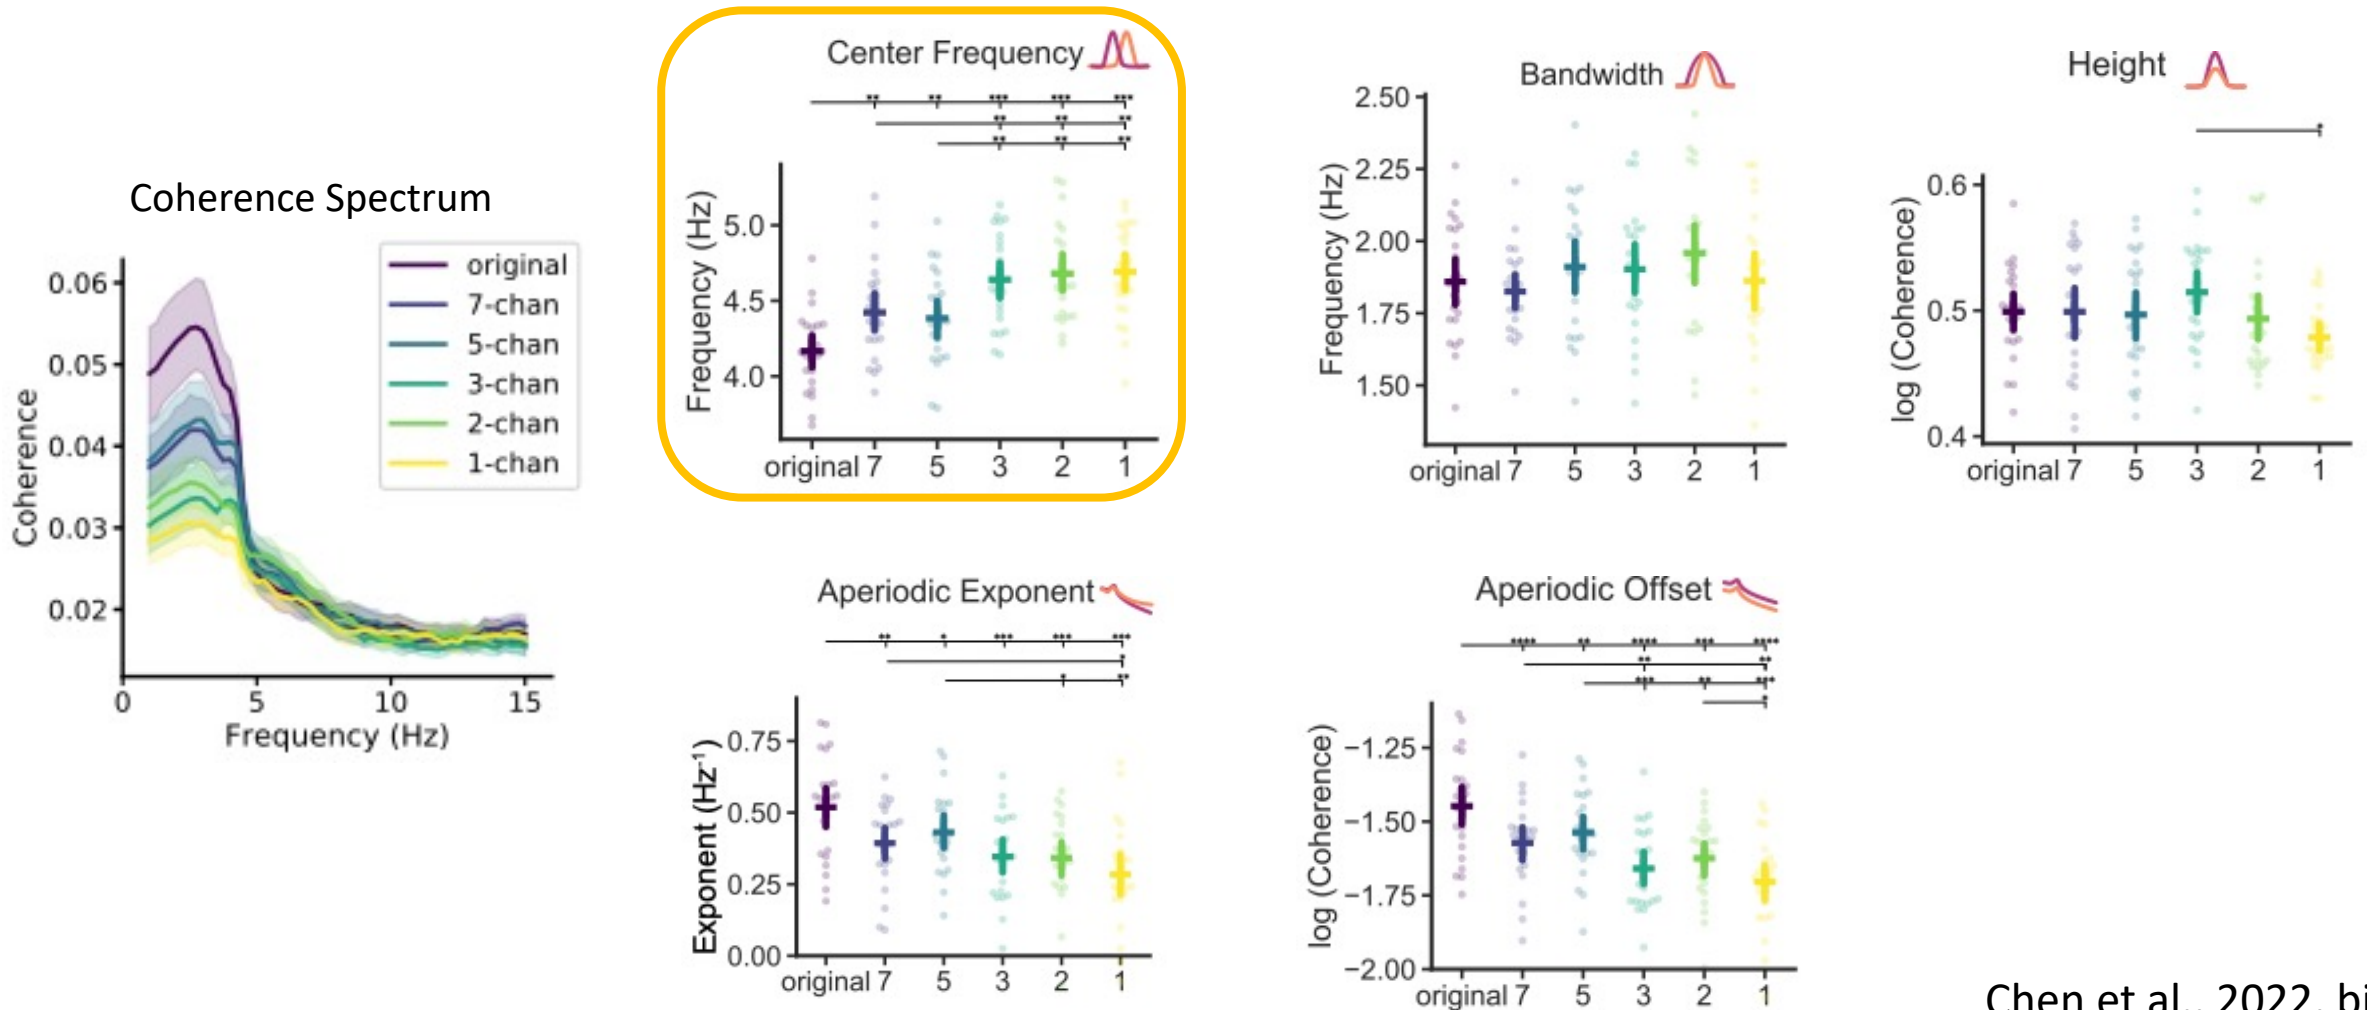 Coherence Spectrum
original
7-chan
5-chan
3-chan
2-chan
1-chan
0.06
0.05
0.04
0.03
0.02
Coherence
0 5 10 15
Frequency (Hz)
Center Frequency
** ** *** *** ***
** ** **
** ** **
Frequency (Hz)
5.0
4.5
4.0
original 7 5 3 2 1
Bandwidth
Frequency (Hz)
2.50
2.25
2.00
1.75
1.50
original 7 5 3 2 1
Height
*
log (Coherence)
0.6
0.5
0.4
original 7 5 3 2 1
Aperiodic Exponent
** * *** *** ***
*
* **
Exponent (Hz⁻¹)
0.75
0.50
0.25
0.00
original 7 5 3 2 1
Aperiodic Offset
**** ** **** *** ****
** **
*** ** ***
*
log (Coherence)
−1.25
−1.50
−1.75
−2.00
original 7 5 3 2 1
Chen et al., 2022, bi